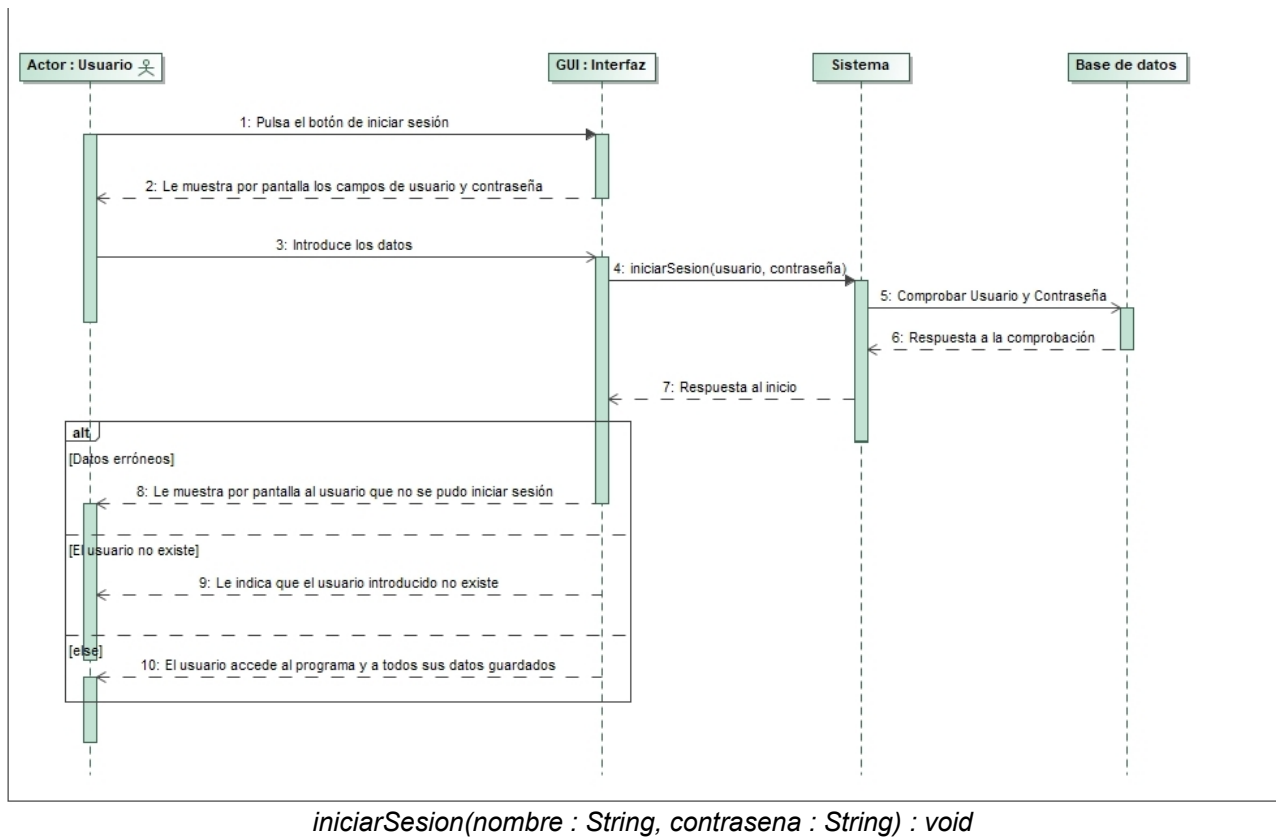 Actor : Usuario
GUI : Interfaz
Sistema
Base de datos
1: Pulsa el botón de iniciar sesión
2: Le muestra por pantalla los campos de usuario y contraseña
3: Introduce los datos
4: iniciarSesion(usuario, contraseña)
5: Comprobar Usuario y Contraseña
6: Respuesta a la comprobación
7: Respuesta al inicio
alt
[Datos erróneos]
8: Le muestra por pantalla al usuario que no se pudo iniciar sesión
[El usuario no existe]
9: Le indica que el usuario introducido no existe
[else]
10: El usuario accede al programa y a todos sus datos guardados
iniciarSesion(nombre : String, contrasena : String) : void